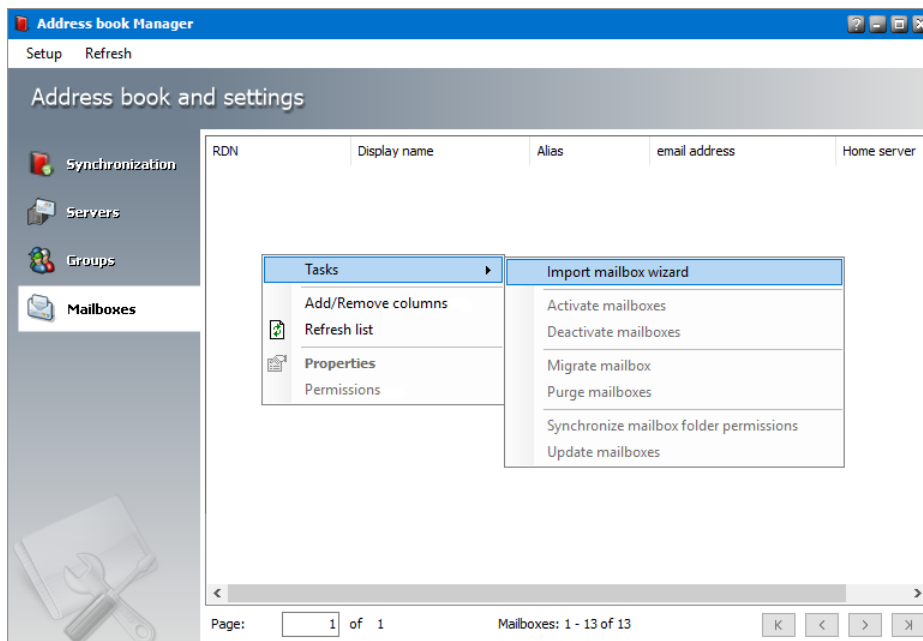 Address book Manager
Setup Refresh
Address book and settings
RDN Display name Alias email address Home server
Synchronization
Servers
Groups
Mailboxes
Tasks
Add/Remove columns
Refresh list
Properties
Permissions
Import mailbox wizard
Activate mailboxes
Deactivate mailboxes
Migrate mailbox
Purge mailboxes
Synchronize mailbox folder permissions
Update mailboxes
Page: 1 of 1 Mailboxes: 1 - 13 of 13